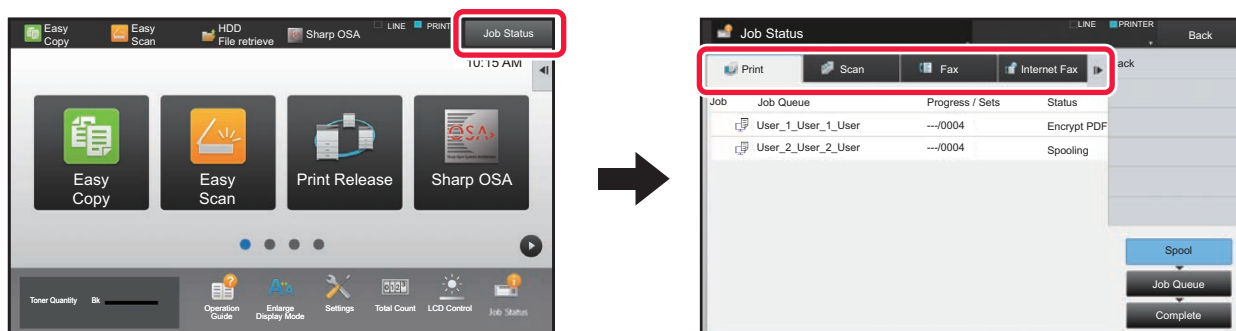 Easy Copy
Easy Scan
HDD File retrieve
Sharp OSA
LINE
PRINT
Job Status
10:15 AM
OSA
Easy Copy
Easy Scan
Print Release
Sharp OSA
Toner Quantity
Bk
Operation Guide
Enlarge Display Mode
Settings
Total Count
LCD Control
Job Status
Job Status
LINE
PRINTER
Back
Print
Scan
Fax
Internet Fax
ack
Job
Job Queue
Progress / Sets
Status
User_1_User_1_User
---/0004
Encrypt PDF
User_2_User_2_User
---/0004
Spooling
Spool
Job Queue
Complete